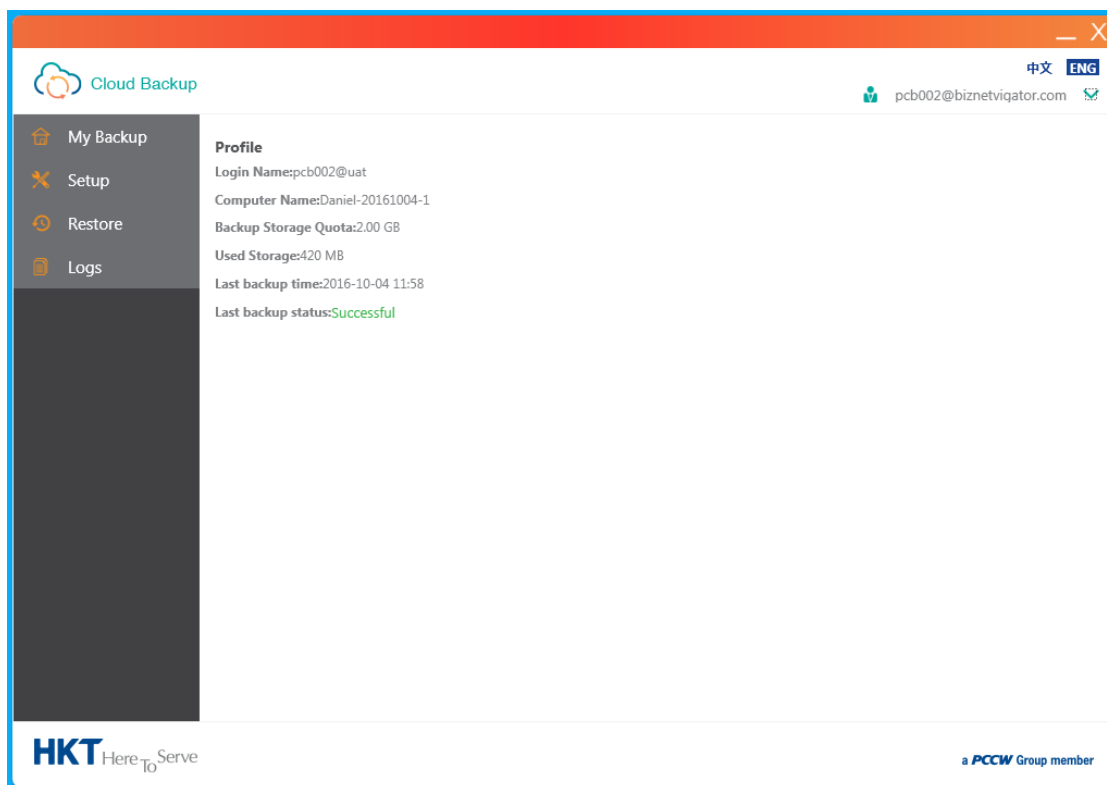 Cloud Backup
中文 ENG
pcb002@biznetvigator.com
My Backup
Setup
Restore
Logs
Profile
Login Name:pcb002@uat
Computer Name:Daniel-20161004-1
Backup Storage Quota:2.00 GB
Used Storage:420 MB
Last backup time:2016-10-04 11:58
Last backup status:Successful
HKT Here To Serve
a PCCW Group member